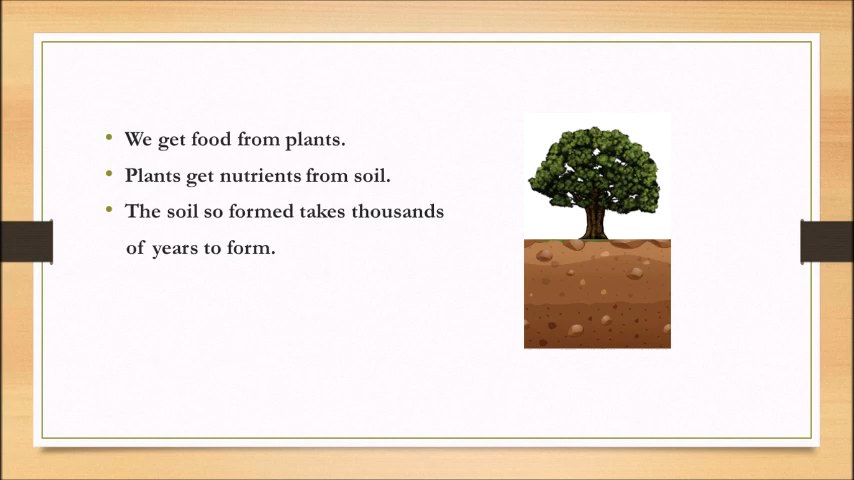 • We get food from plants.
• Plants get nutrients from soil.
• The soil so formed takes thousands
of years to form.